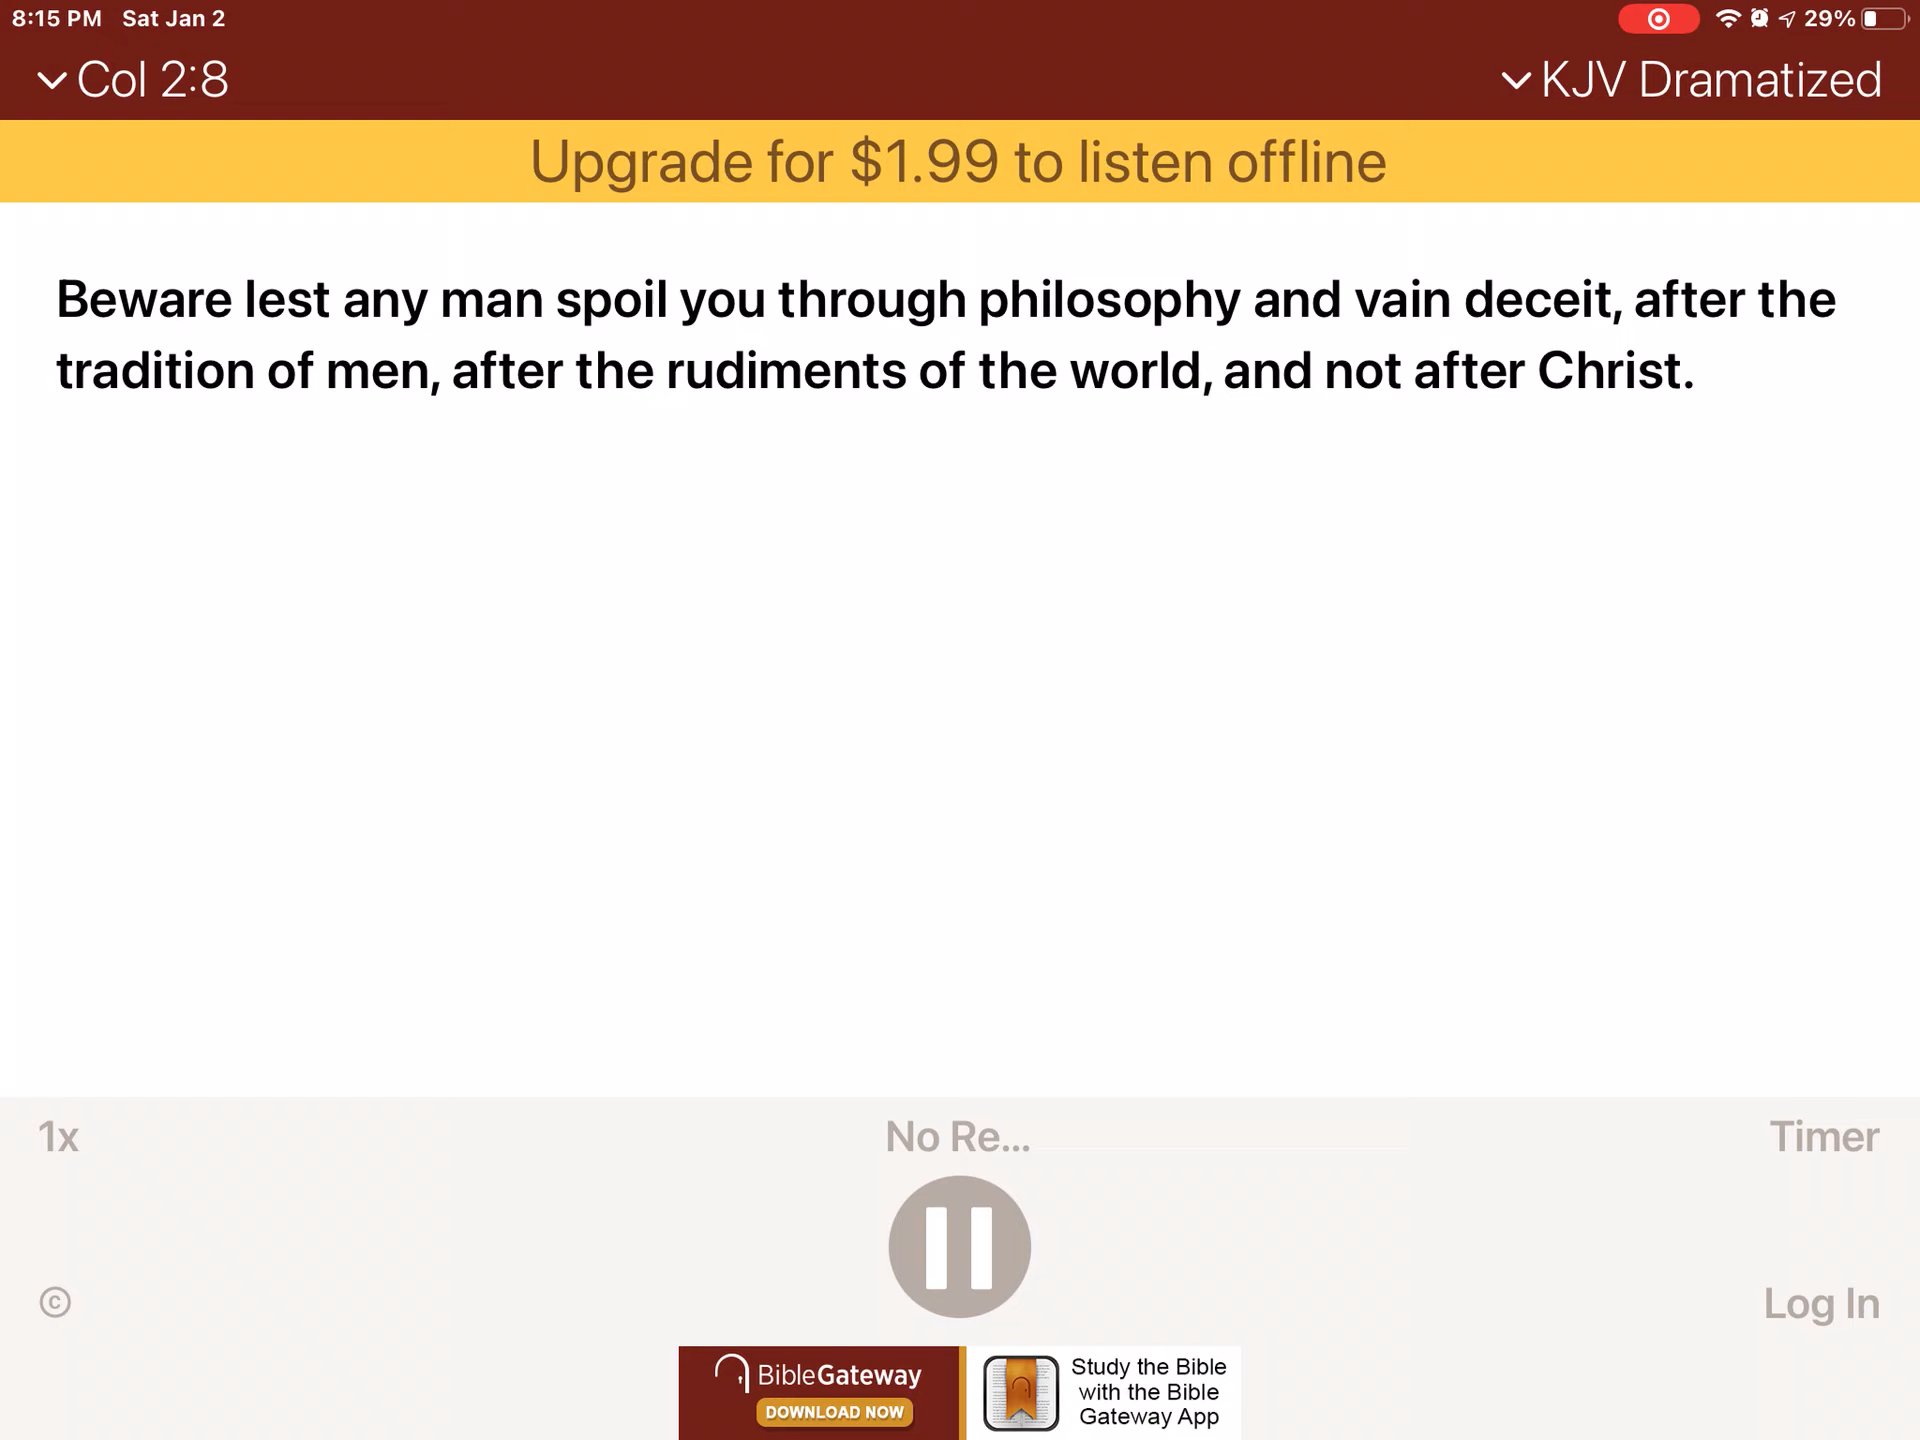 8:15 PM Sat Jan 2
29%
Col 2:8
KJV Dramatized
Upgrade for $1.99 to listen offline
Beware lest any man spoil you through philosophy and vain deceit, after the
tradition of men, after the rudiments of the world, and not after Christ.
1x
No Re...
Timer
©
Log In
BibleGateway
DOWNLOAD NOW
Study the Bible
with the Bible
Gateway App